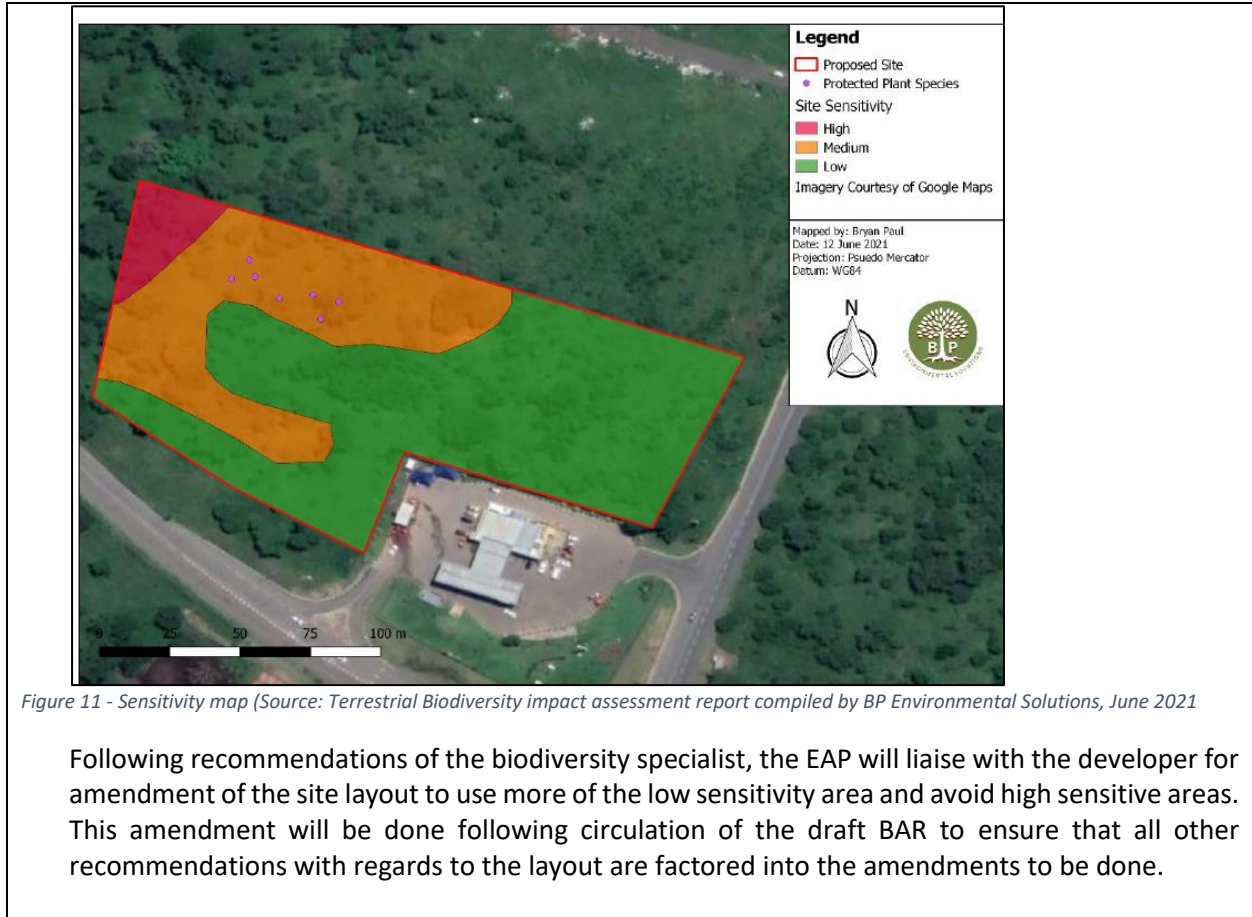 Legend
Proposed Site
Protected Plant Species
Site Sensitivity
High
Medium
Low
Imagery Courtesy of Google Maps
Mapped by: Bryan Paul
Date: 12 June 2021
Projection: Psuedo Mercator
Datum: WG84
N
B P
ENVIRONMENTAL SOLUTIONS
0 25 50 75 100 m
Figure 11 - Sensitivity map (Source: Terrestrial Biodiversity impact assessment report compiled by BP Environmental Solutions, June 2021
Following recommendations of the biodiversity specialist, the EAP will liaise with the developer for
amendment of the site layout to use more of the low sensitivity area and avoid high sensitive areas.
This amendment will be done following circulation of the draft BAR to ensure that all other
recommendations with regards to the layout are factored into the amendments to be done.